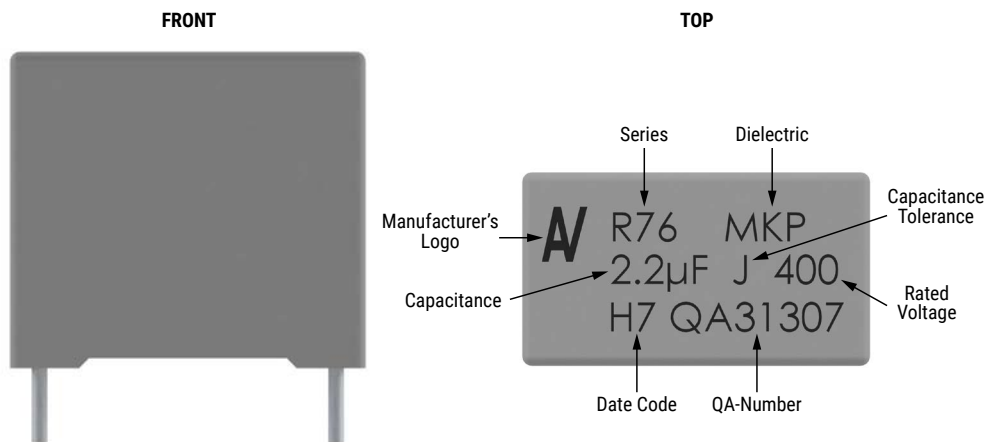 FRONT
TOP
Series
Dielectric
Capacitance
Tolerance
Manufacturer's
Logo
R76 MKP
2.2µF J 400
H7 QA31307
Capacitance
Rated
Voltage
Date Code
QA-Number